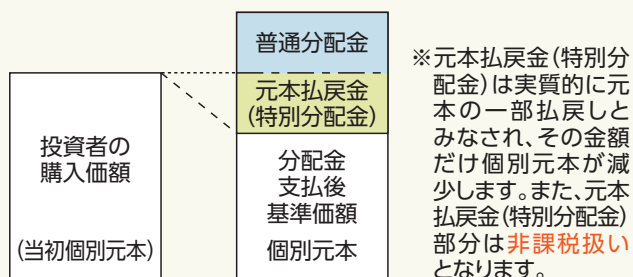 普通分配金
元本払戻金
(特別分配金)
投資者の
購入価額
(当初個別元本)
分配金
支払後
基準価額
個別元本
※元本払戻金(特別分
配金)は実質的に元
本の一部払戻しと
みなされ、その金額
だけ個別元本が減
少します。また、元本
払戻金(特別分配金)
部分は非課税扱い
となります。